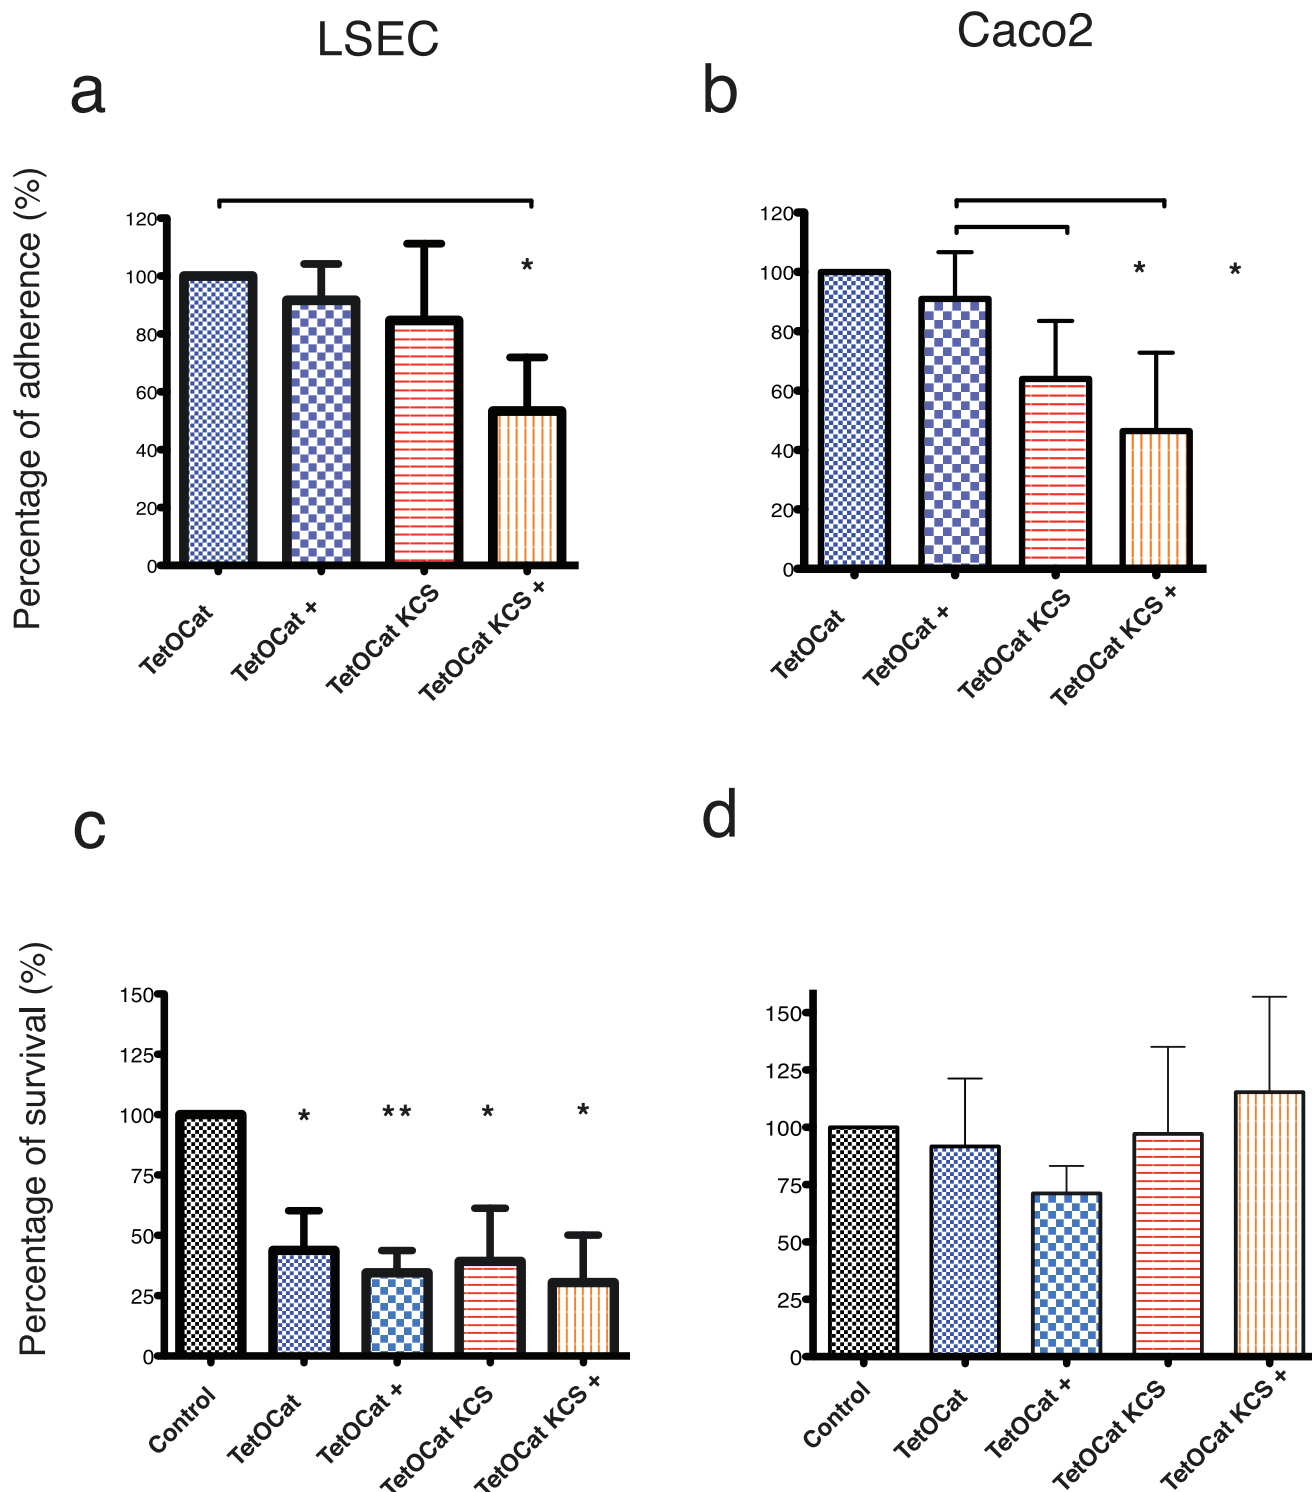 LSEC
Caco2
a
b
Percentage of adherence (%)
120
100
80
60
40
20
0
*
TetOCat
TetOCat +
TetOCat KCS
TetOCat KCS +
120
100
80
60
40
20
0
* *
TetOCat
TetOCat +
TetOCat KCS
TetOCat KCS +
c
d
Percentage of survival (%)
150
125
100
75
50
25
0
* ** * *
Control
TetOCat
TetOCat +
TetOCat KCS
TetOCat KCS +
150
125
100
75
50
25
0
Control
TetOCat
TetOCat +
TetOCat KCS
TetOCat KCS +